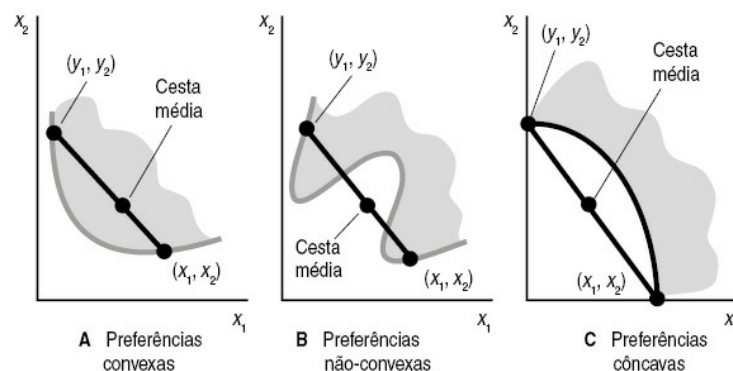 X₂
(y₁, y₂)
Cesta
média
(x₁, x₂)
X₁
A Preferências
convexas
X₂
(y₁, y₂)
Cesta
média
(x₁, x₂)
X₁
B Preferências
não-convexas
X₂
(y₁, y₂)
Cesta
média
(x₁, x₂)
X
C Preferências
côncavas